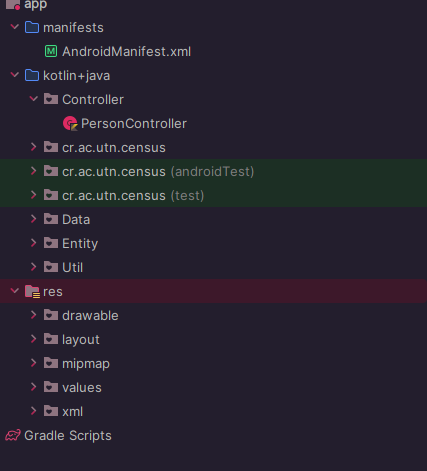 app
manifests
AndroidManifest.xml
kotlin+java
Controller
PersonController
cr.ac.utn.census
cr.ac.utn.census (androidTest)
cr.ac.utn.census (test)
Data
Entity
Util
res
drawable
layout
mipmap
values
xml
Gradle Scripts